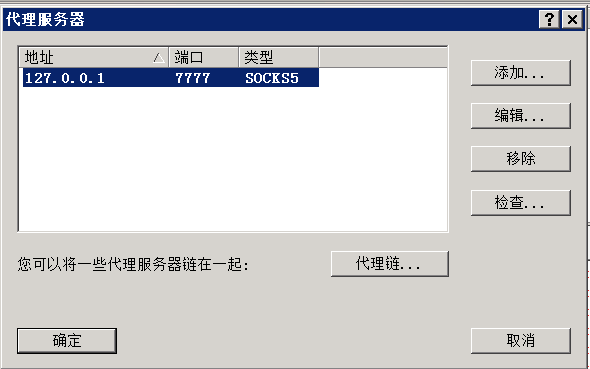 代理服务器
地址 端口 类型
127.0.0.1 7777 SOCKS5
添加...
编辑...
移除
检查...
您可以将一些代理服务器链在一起:
代理链...
确定
取消